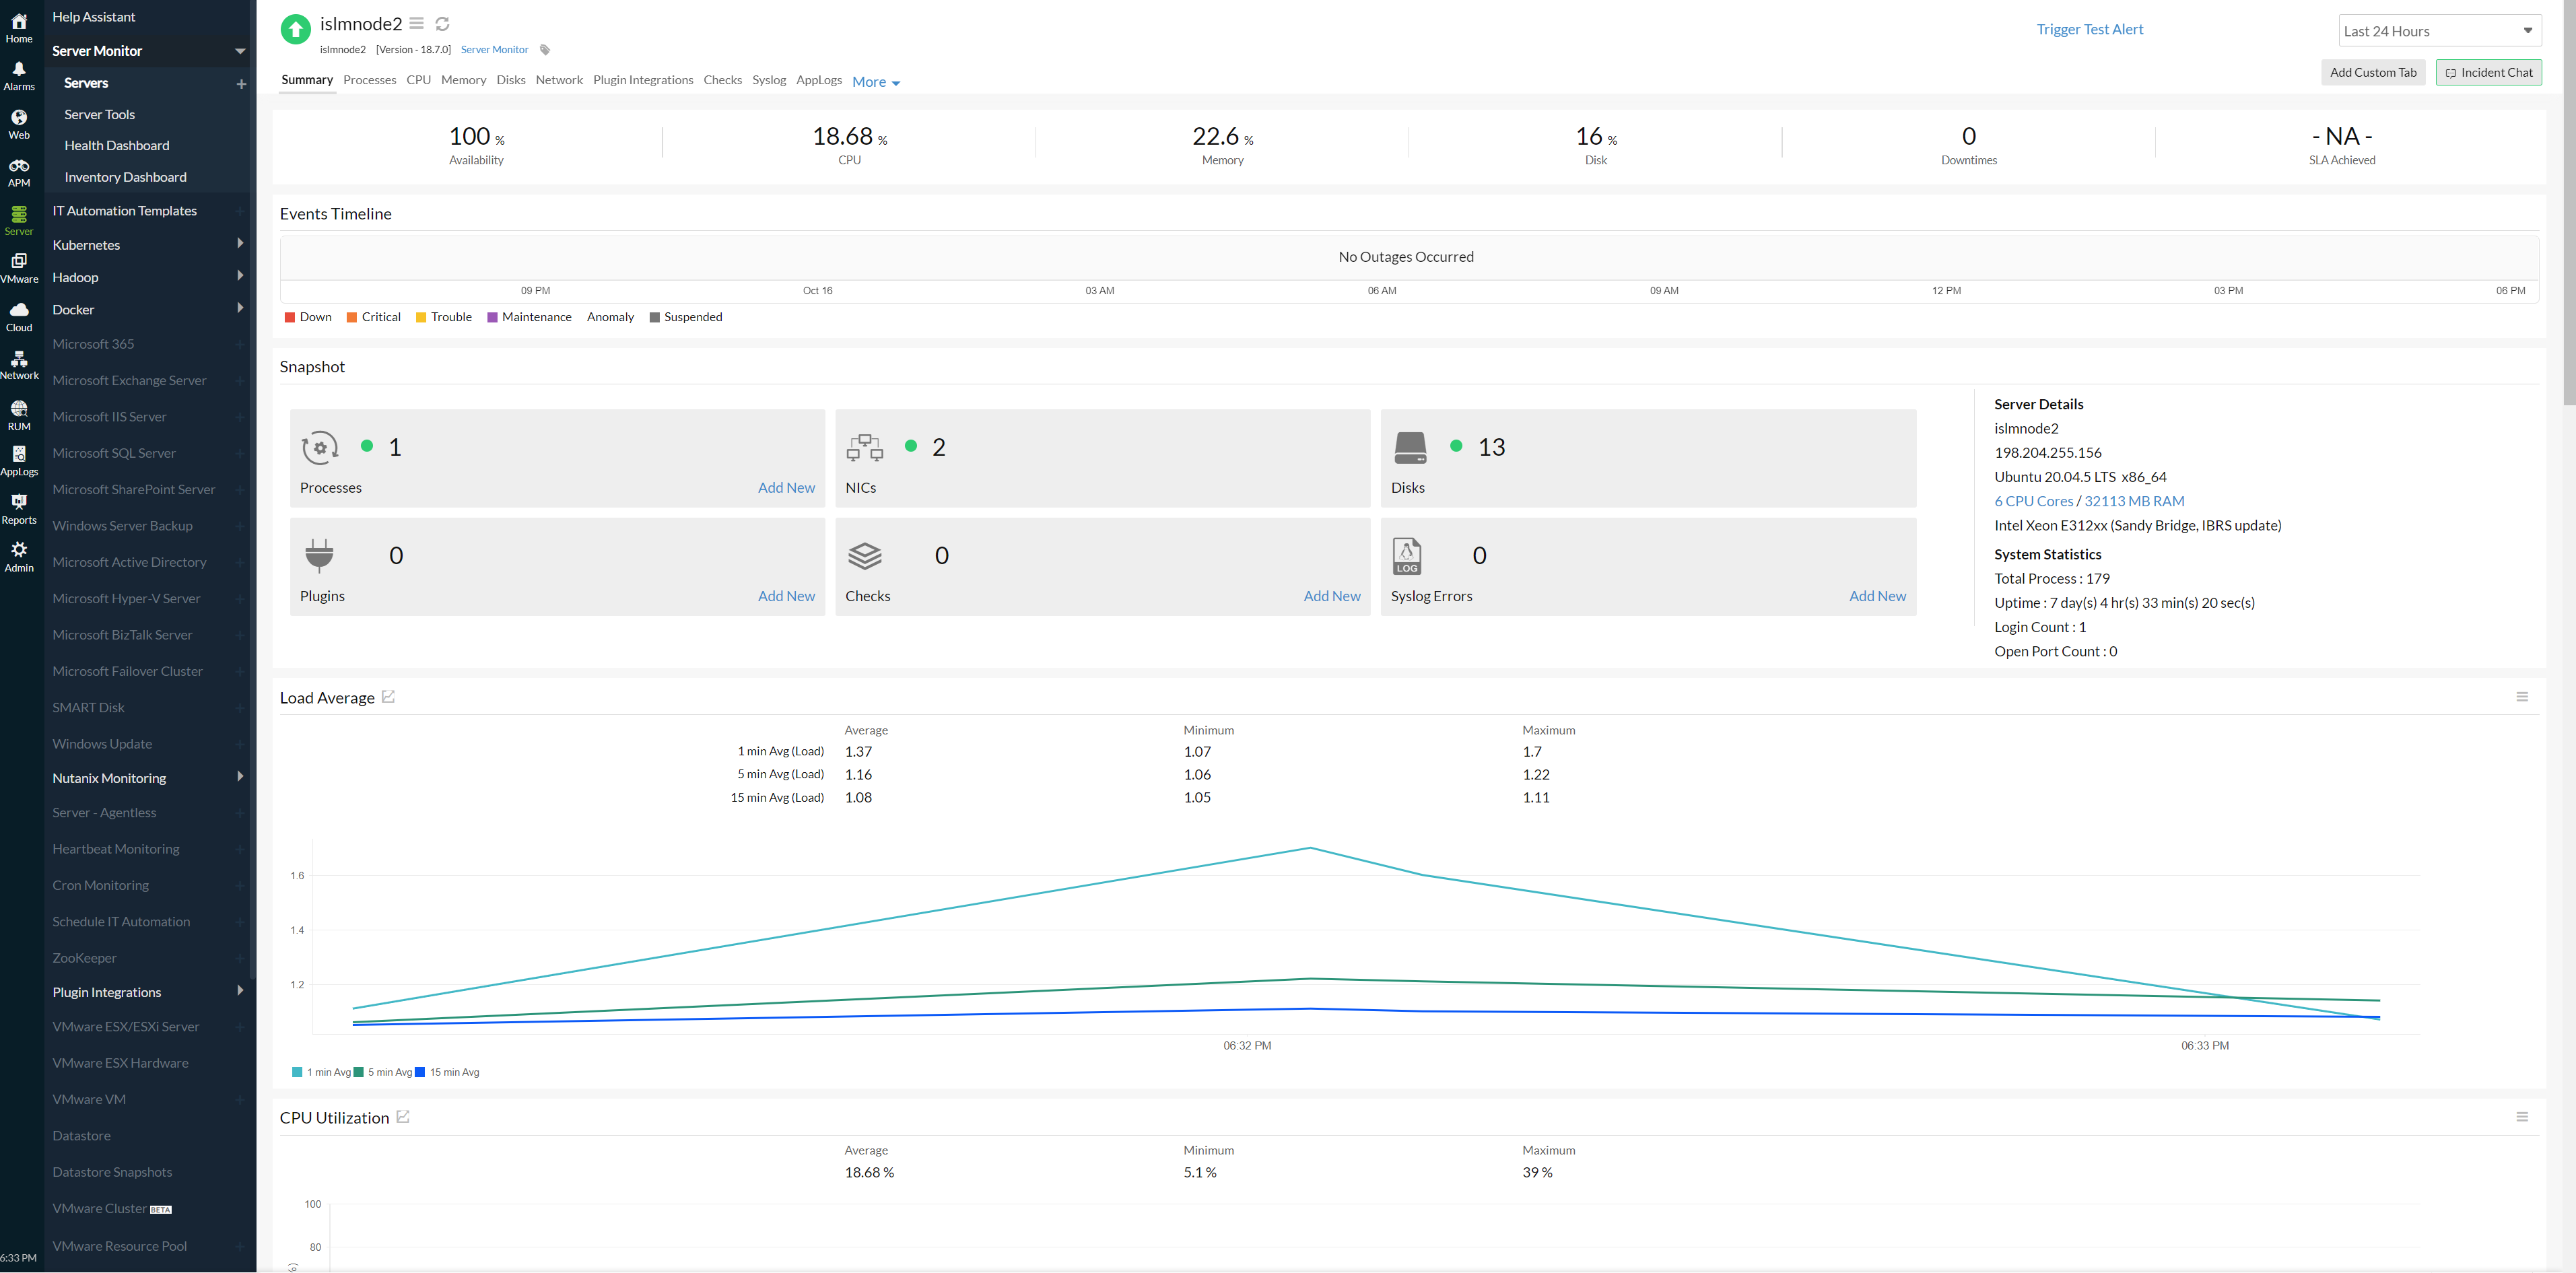 Home
Alarms
Web
APM
Server
VMware
Cloud
Network
RUM
AppLogs
Reports
Admin
6:33 PM
Help Assistant
Server Monitor
Servers
Server Tools
Health Dashboard
Inventory Dashboard
IT Automation Templates
Kubernetes
Hadoop
Docker
Microsoft 365
Microsoft Exchange Server
Microsoft IIS Server
Microsoft SQL Server
Microsoft SharePoint Server
Windows Server Backup
Microsoft Active Directory
Microsoft Hyper-V Server
Microsoft BizTalk Server
Microsoft Failover Cluster
SMART Disk
Windows Update
Nutanix Monitoring
Server - Agentless
Heartbeat Monitoring
Cron Monitoring
Schedule IT Automation
ZooKeeper
Plugin Integrations
VMware ESX/ESXi Server
VMware ESX Hardware
VMware VM
Datastore
Datastore Snapshots
VMware Cluster BETA
VMware Resource Pool
islmnode2
islmnode2 [Version - 18.7.0] Server Monitor
Trigger Test Alert
Last 24 Hours
Summary Processes CPU Memory Disks Network Plugin Integrations Checks Syslog AppLogs More
Add Custom Tab Incident Chat
100 % 18.68 % 22.6 % 16 % 0 - NA -
Availability CPU Memory Disk Downtimes SLA Achieved
Events Timeline
No Outages Occurred
09 PM Oct 16 03 AM 06 AM 09 AM 12 PM 03 PM 06 PM
Down Critical Trouble Maintenance Anomaly Suspended
Snapshot
1
Processes Add New
2
NICs
13
Disks
0
Plugins Add New
0
Checks Add New
LOG 0
Syslog Errors Add New
Server Details
islmnode2
198.204.255.156
Ubuntu 20.04.5 LTS x86_64
6 CPU Cores / 32113 MB RAM
Intel Xeon E312xx (Sandy Bridge, IBRS update)
System Statistics
Total Process : 179
Uptime : 7 day(s) 4 hr(s) 33 min(s) 20 sec(s)
Login Count : 1
Open Port Count : 0
Load Average
Average Minimum Maximum
1 min Avg (Load) 1.37 1.07 1.7
5 min Avg (Load) 1.16 1.06 1.22
15 min Avg (Load) 1.08 1.05 1.11
1.6
1.4
1.2
06:32 PM 06:33 PM
1 min Avg 5 min Avg 15 min Avg
CPU Utilization
Average Minimum Maximum
18.68 % 5.1 % 39 %
100
80